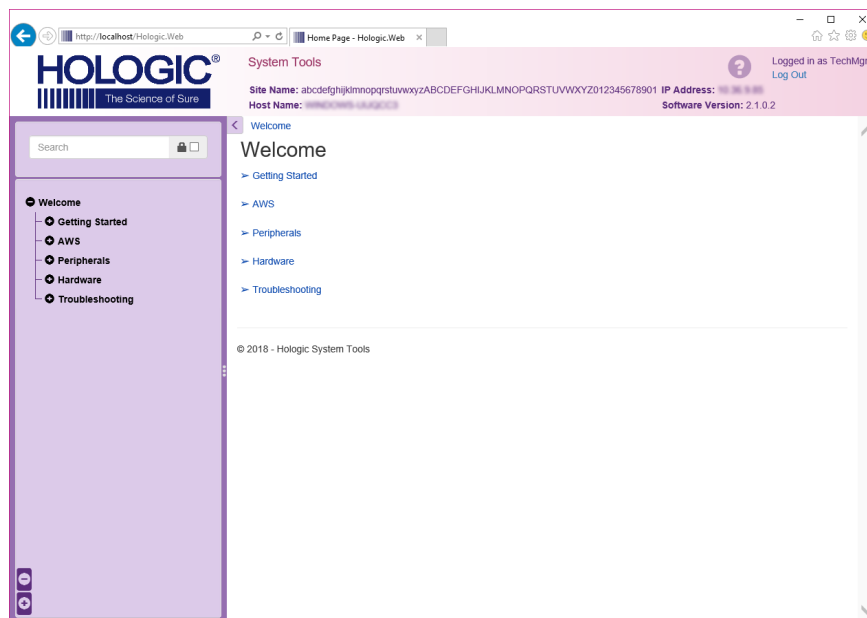 http://localhost/Hologic.Web
Home Page - Hologic.Web
HOLOGIC®
The Science of Sure
System Tools
Logged in as TechMgr
Log Out
Site Name: abcdefghijklmnopqrstuvwxyzABCDEFGHIJKLMNOPQRSTUVWXYZ012345678901 IP Address:
Host Name: Software Version: 2.1.0.2
Search
Welcome
Welcome
Getting Started
AWS
Peripherals
Hardware
Troubleshooting
Welcome
Getting Started
AWS
Peripherals
Hardware
Troubleshooting
© 2018 - Hologic System Tools